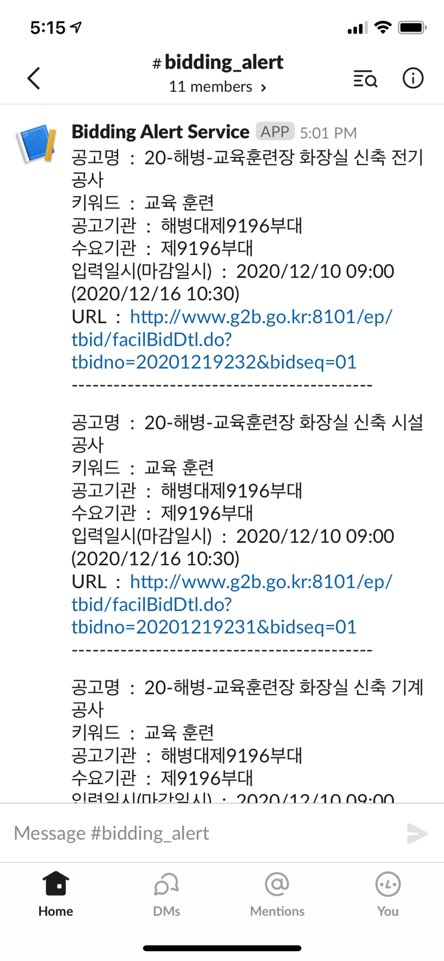 5:15
#bidding_alert
11 members >
Bidding Alert Service APP 5:01 PM
공고명 : 20-해병-교육훈련장 화장실 신축 전기
공사
키워드 : 교육 훈련
공고기관 : 해병대제9196부대
수요기관 : 제9196부대
입력일시(마감일시) : 2020/12/10 09:00
(2020/12/16 10:30)
URL : http://www.g2b.go.kr:8101/ep/
tbid/facilBidDtl.do?
tbidno=20201219232&bidseq=01
-------------------------------------------
공고명 : 20-해병-교육훈련장 화장실 신축 시설
공사
키워드 : 교육 훈련
공고기관 : 해병대제9196부대
수요기관 : 제9196부대
입력일시(마감일시) : 2020/12/10 09:00
(2020/12/16 10:30)
URL : http://www.g2b.go.kr:8101/ep/
tbid/facilBidDtl.do?
tbidno=20201219231&bidseq=01
-------------------------------------------
공고명 : 20-해병-교육훈련장 화장실 신축 기계
공사
키워드 : 교육 훈련
공고기관 : 해병대제9196부대
수요기관 : 제9196부대
입력일시(마감일시) : 2020/12/10 09:00
Message #bidding_alert
Home DMs Mentions You